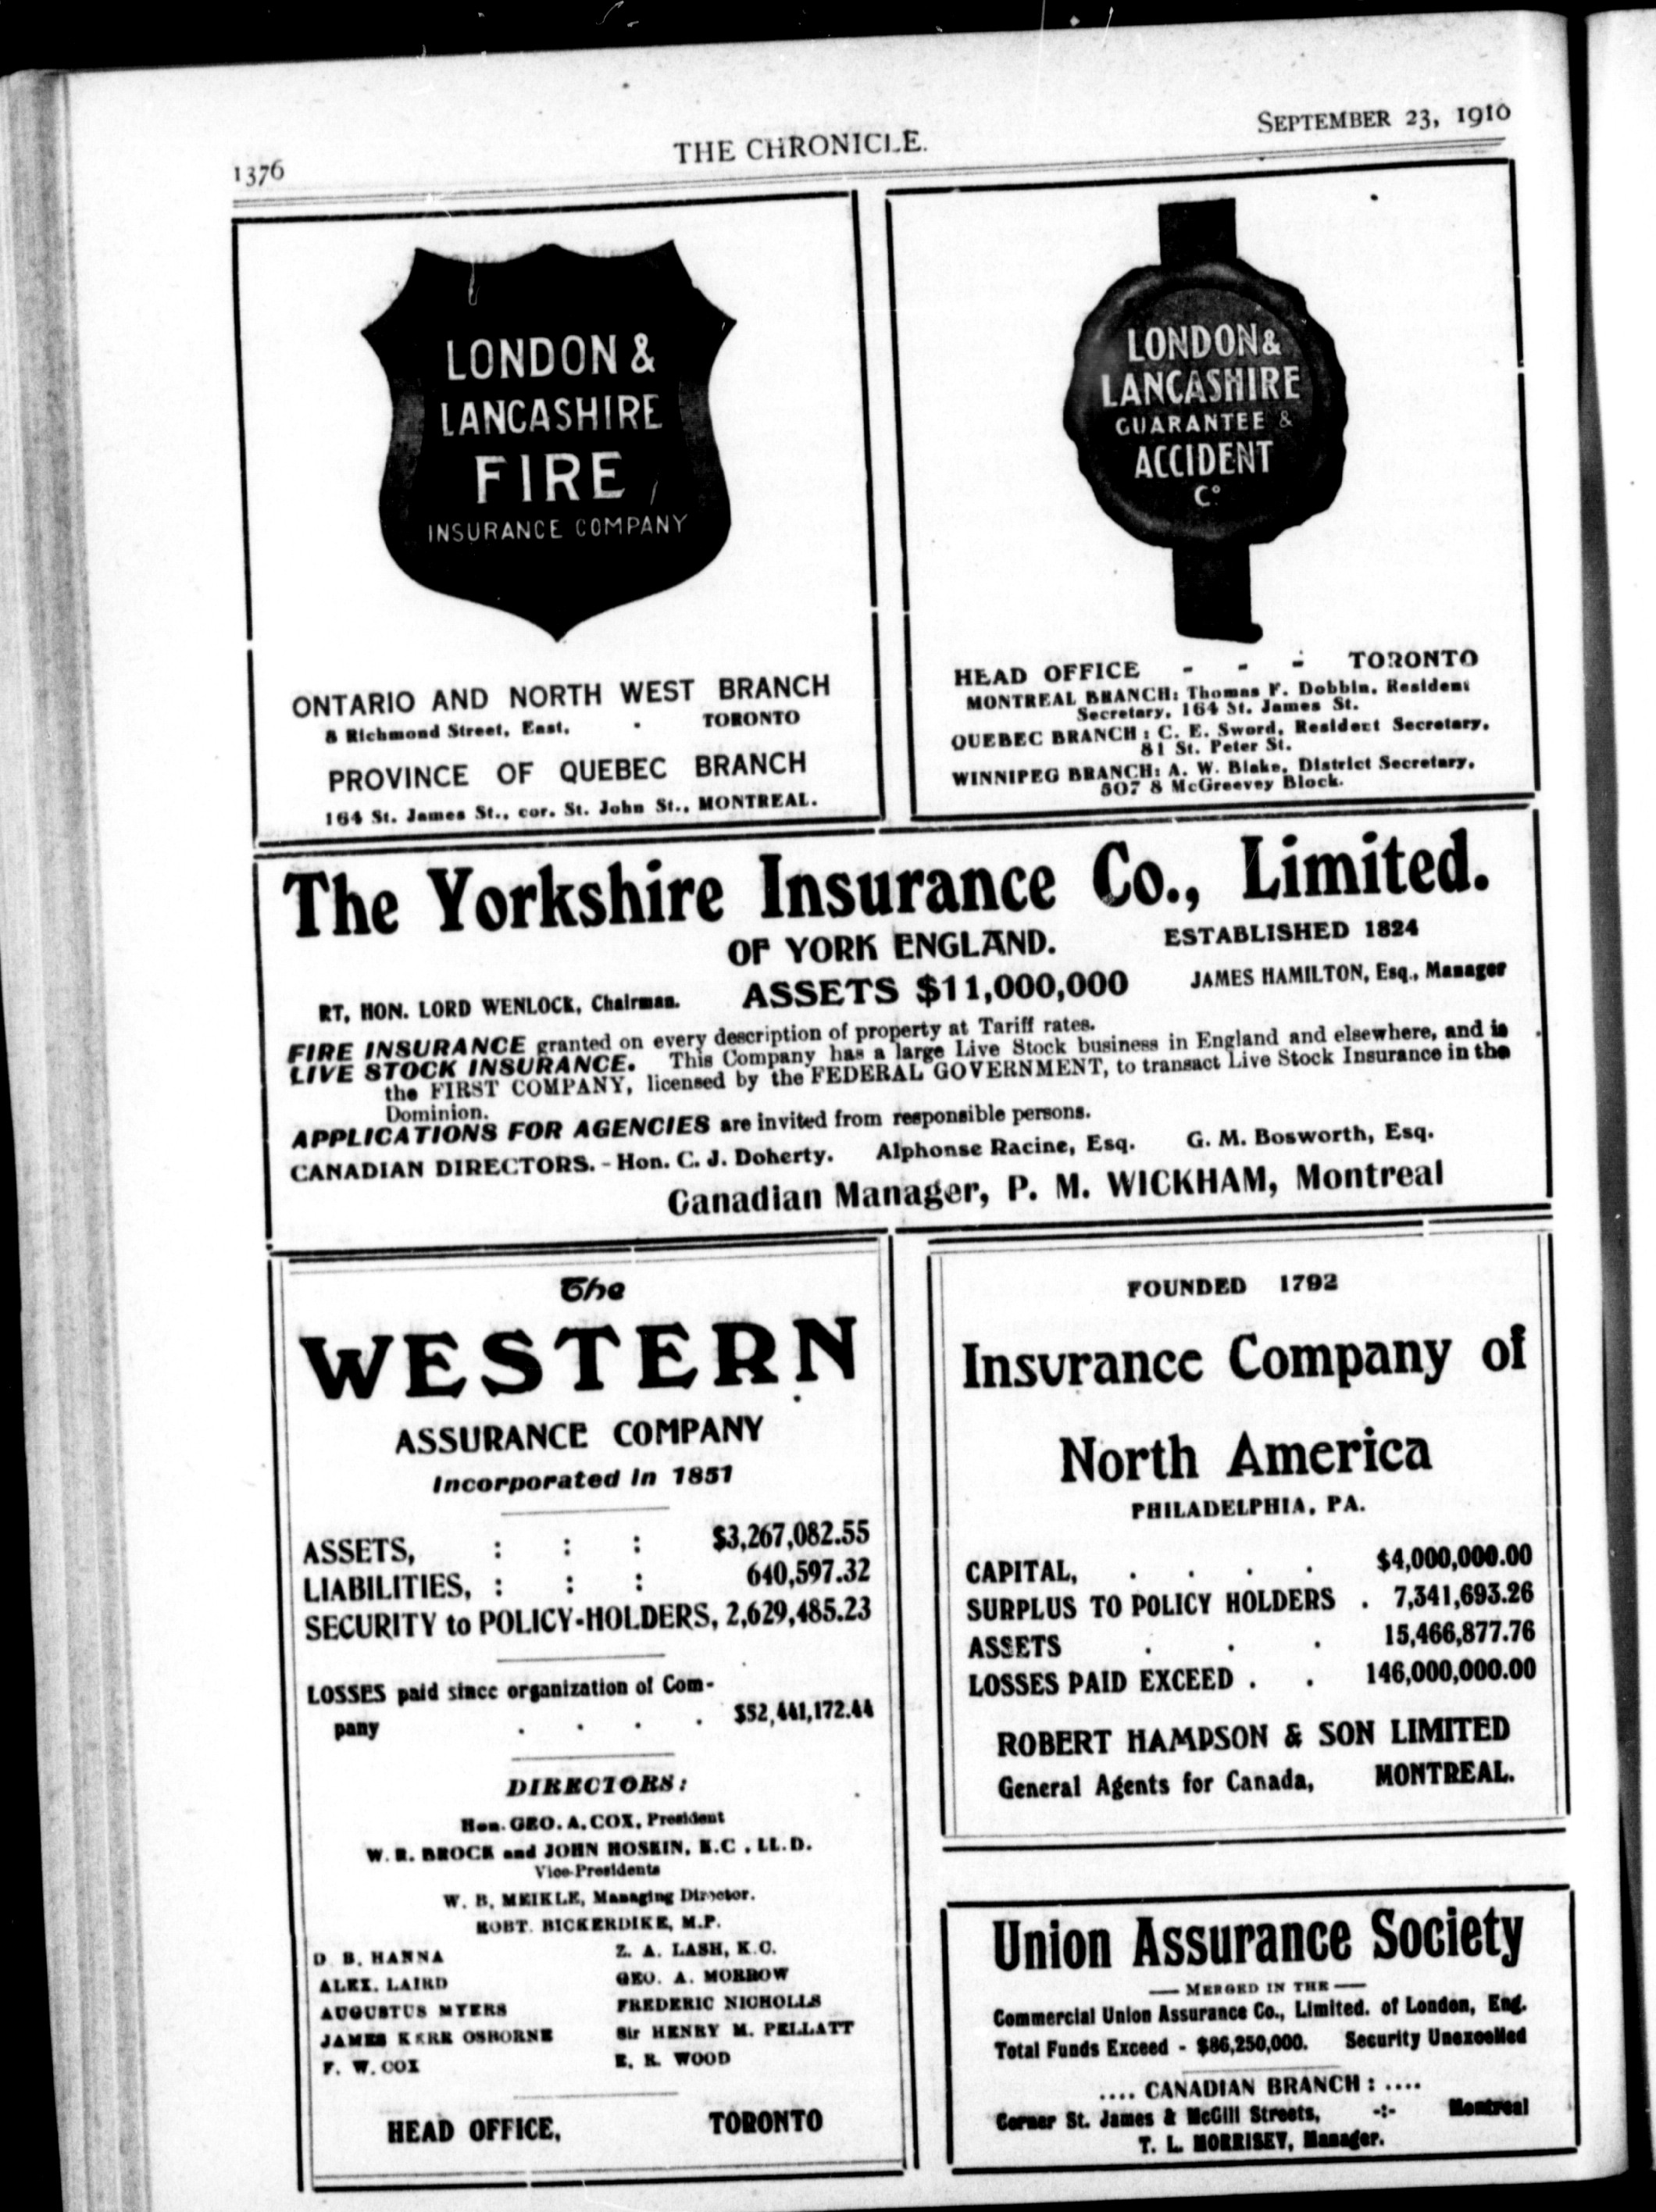 1376
THE CHRONICLE.
SEPTEMBER 23, 1910
LONDON &
LANCASHIRE
FIRE
INSURANCE COMPANY
ONTARIO AND NORTH WEST BRANCH
8 Richmond Street, East, . TORONTO
PROVINCE OF QUEBEC BRANCH
164 St. James St., cor. St. John St., MONTREAL.
LONDON &
LANCASHIRE
GUARANTEE &
ACCIDENT
Co
HEAD OFFICE - - - TORONTO
MONTREAL BRANCH: Thomas F. Dobbin, Resident
Secretary, 164 St. James St.
QUEBEC BRANCH : C. E. Sword, Resident Secretary,
81 St. Peter St.
WINNIPEG BRANCH: A. W. Blake, District Secretary,
507 8 McGreevey Block.
The Yorkshire Insurance Co., Limited.
OF YORK ENGLAND. ESTABLISHED 1824
RT. HON. LORD WENLOCK, Chairman. ASSETS $11,000,000 JAMES HAMILTON, Esq., Manager
FIRE INSURANCE granted on every description of property at Tariff rates.
LIVE STOCK INSURANCE. This Company has a large Live Stock business in England and elsewhere, and is
the FIRST COMPANY, licensed by the FEDERAL GOVERNMENT, to transact Live Stock Insurance in the
Dominion.
APPLICATIONS FOR AGENCIES are invited from responsible persons.
CANADIAN DIRECTORS. - Hon. C. J. Doherty. Alphonse Racine, Esq. G. M. Bosworth, Esq.
Canadian Manager, P. M. WICKHAM, Montreal
The
WESTERN
ASSURANCE COMPANY
Incorporated in 1851
ASSETS, : : : $3,267,082.55
LIABILITIES, : : : 640,597.32
SECURITY to POLICY-HOLDERS, 2,629,485.23
LOSSES paid since organization of Com-
pany . . . . $52,441,172.44
DIRECTORS:
Hon. GEO. A. COX, President
W. R. BROCK and JOHN HOSKIN, K.C., LL.D.
Vice-Presidents
W. B. MEIKLE, Managing Director.
ROBT. BICKERDIKE, M.P.
D. B. HANNA Z. A. LASH, K.C.
ALEX. LAIRD GEO. A. MORROW
AUGUSTUS MYERS FREDERIC NICHOLLS
JAMES KERR OSBORNE Sir HENRY M. PELLATT
F. W. COX E. R. WOOD
HEAD OFFICE, TORONTO
FOUNDED 1792
Insurance Company of
North America
PHILADELPHIA, PA.
CAPITAL, . . . . $4,000,000.00
SURPLUS TO POLICY HOLDERS . 7,341,693.26
ASSETS . . . 15,466,877.76
LOSSES PAID EXCEED . . 146,000,000.00
ROBERT HAMPSON & SON LIMITED
General Agents for Canada, MONTREAL.
Union Assurance Society
— MERGED IN THE —
Commercial Union Assurance Co., Limited. of London, Eng.
Total Funds Exceed - $86,250,000. Security Unexcelled
.... CANADIAN BRANCH : ....
Corner St. James & McGill Streets, -:- Montreal
T. L. MORRISEY, Manager.